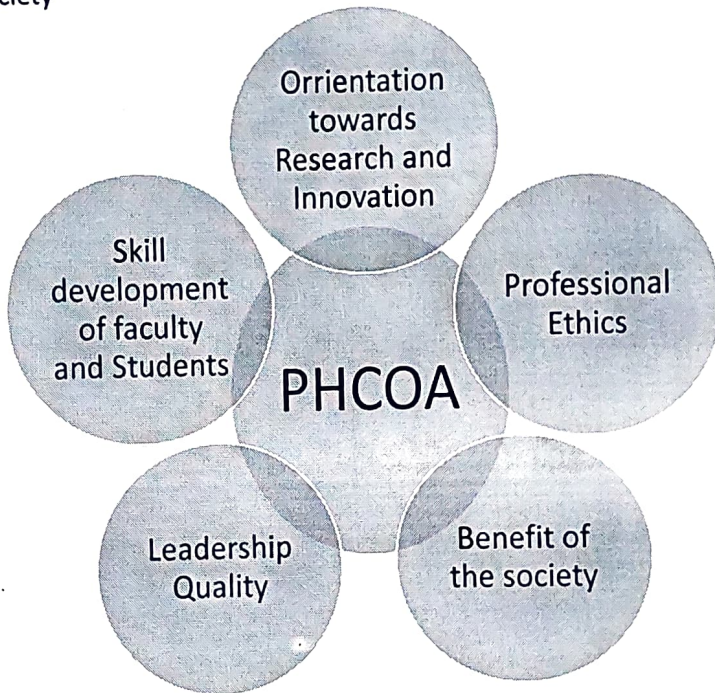 Orrientation
towards
Research and
Innovation
Skill
development
of faculty
and Students
Professional
Ethics
PHCOA
Leadership
Quality
Benefit of
the society